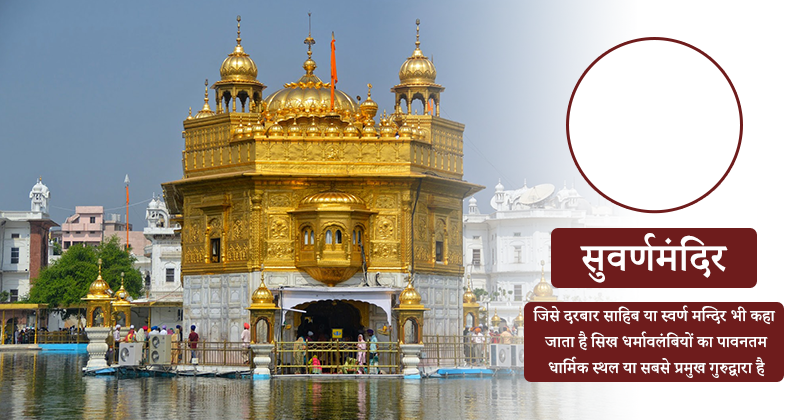 सुवर्णमंदिर
जिसे दरबार साहिब या स्वर्ण मन्दिर भी कहा
जाता है सिख धर्मावलंबियों का पावनतम
धार्मिक स्थल या सबसे प्रमुख गुरुद्वारा है